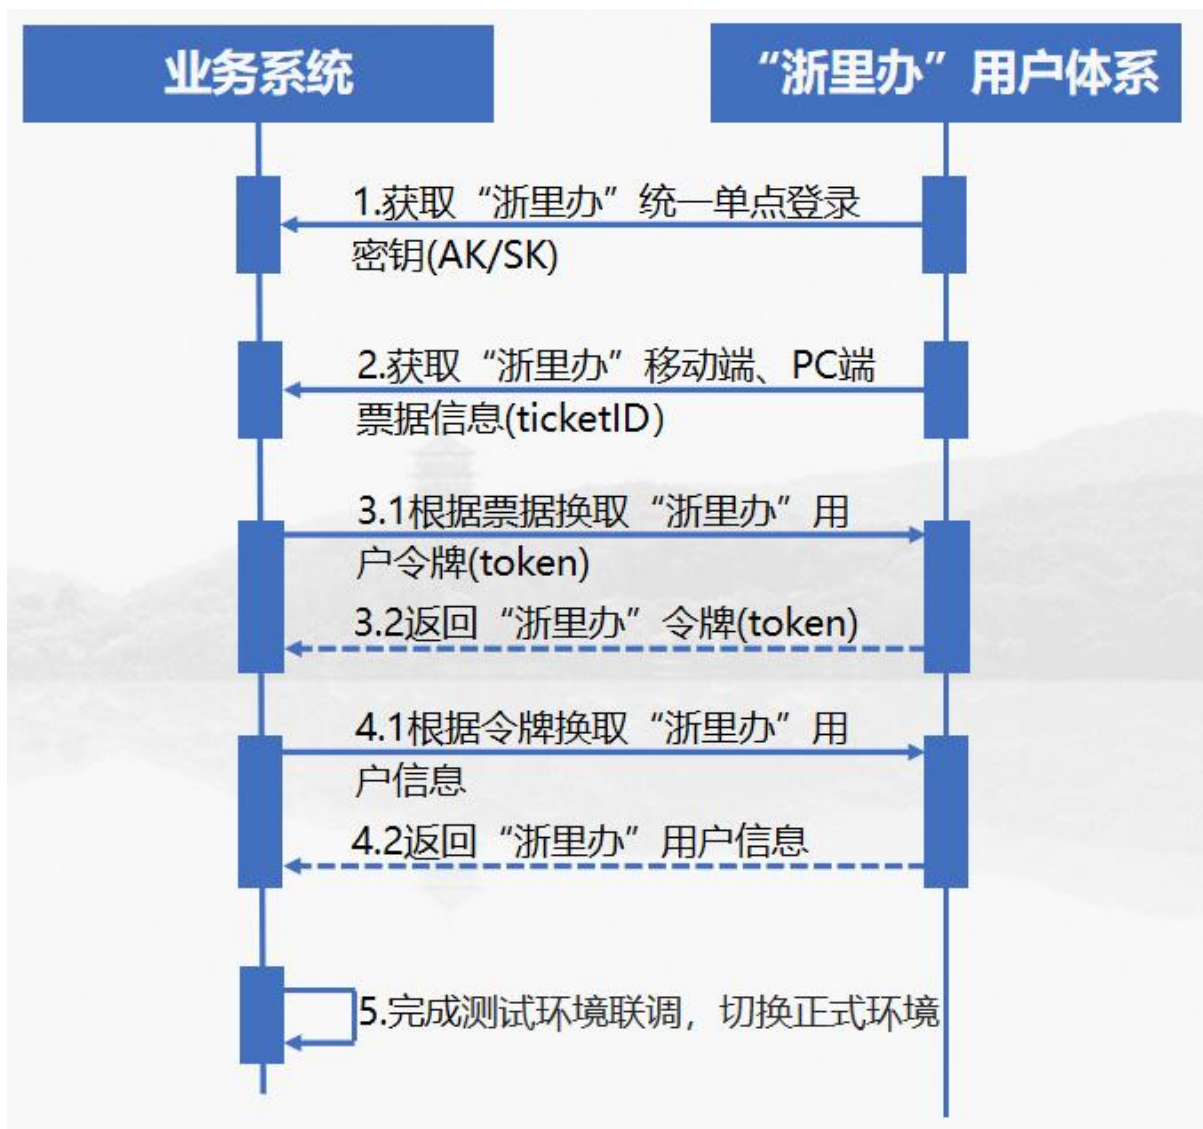 业务系统
“浙里办”用户体系
1.获取“浙里办”统一单点登录
密钥(AK/SK)
2.获取“浙里办”移动端、PC端
票据信息(ticketID)
3.1根据票据换取“浙里办”用
户令牌(token)
3.2返回“浙里办”令牌(token)
4.1根据令牌换取“浙里办”用
户信息
4.2返回“浙里办”用户信息
5.完成测试环境联调，切换正式环境